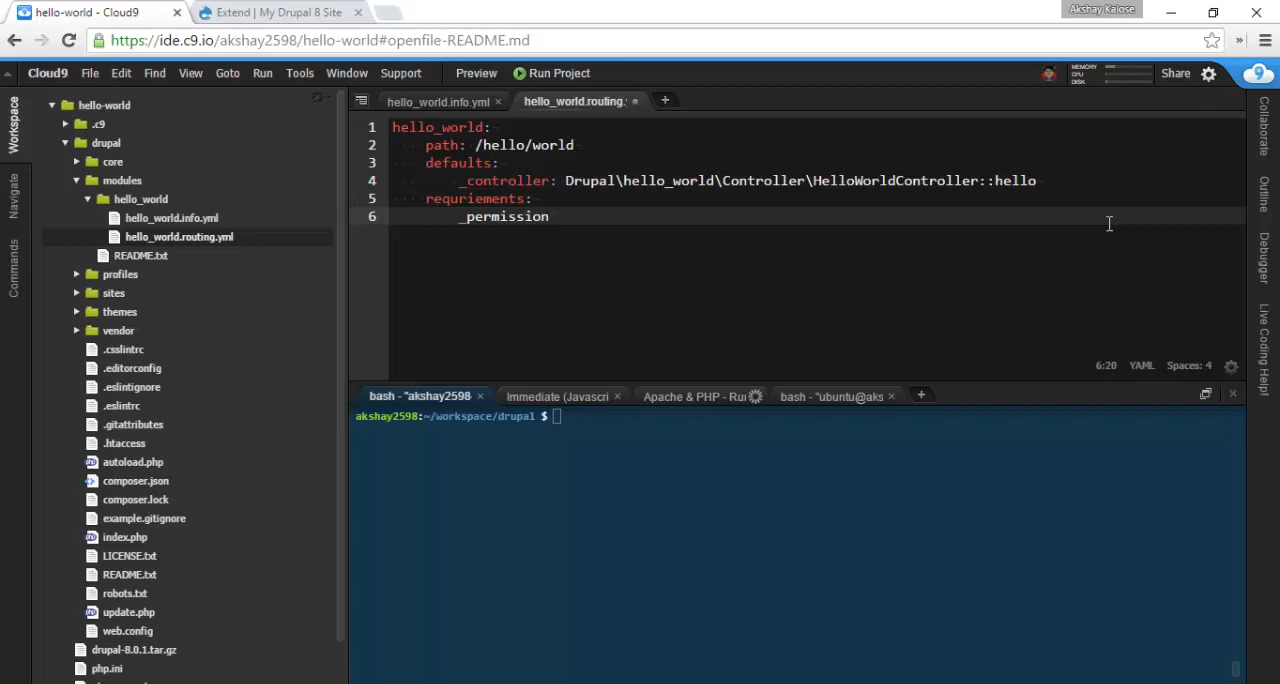 hello-world - Cloud9
Extend | My Drupal 8 Site
Akshay Kalose
https://ide.c9.io/akshay2598/hello-world#openfile-README.md
Cloud9 File Edit Find View Goto Run Tools Window Support Preview Run Project
MEMORY
CPU
DISK
Share
Workspace
Navigate
Commands
hello-world
.c9
drupal
core
modules
hello_world
hello_world.info.yml
hello_world.routing.yml
README.txt
profiles
sites
themes
vendor
.csslintrc
.editorconfig
.eslintignore
.eslintrc
.gitattributes
.htaccess
autoload.php
composer.json
composer.lock
example.gitignore
index.php
LICENSE.txt
README.txt
robots.txt
update.php
web.config
drupal-8.0.1.tar.gz
php.ini
hello_world.info.yml
hello_world.routing.
1 hello_world:
2 path: /hello/world
3 defaults:
4 _controller: Drupal\hello_world\Controller\HelloWorldController::hello
5 requriements:
6 _permission
6:20 YAML Spaces: 4
bash - "akshay2598
Immediate (Javascri
Apache & PHP - Ru
bash - "ubuntu@aks
akshay2598:~/workspace/drupal $
Collaborate
Outline
Debugger
Live Coding Help!